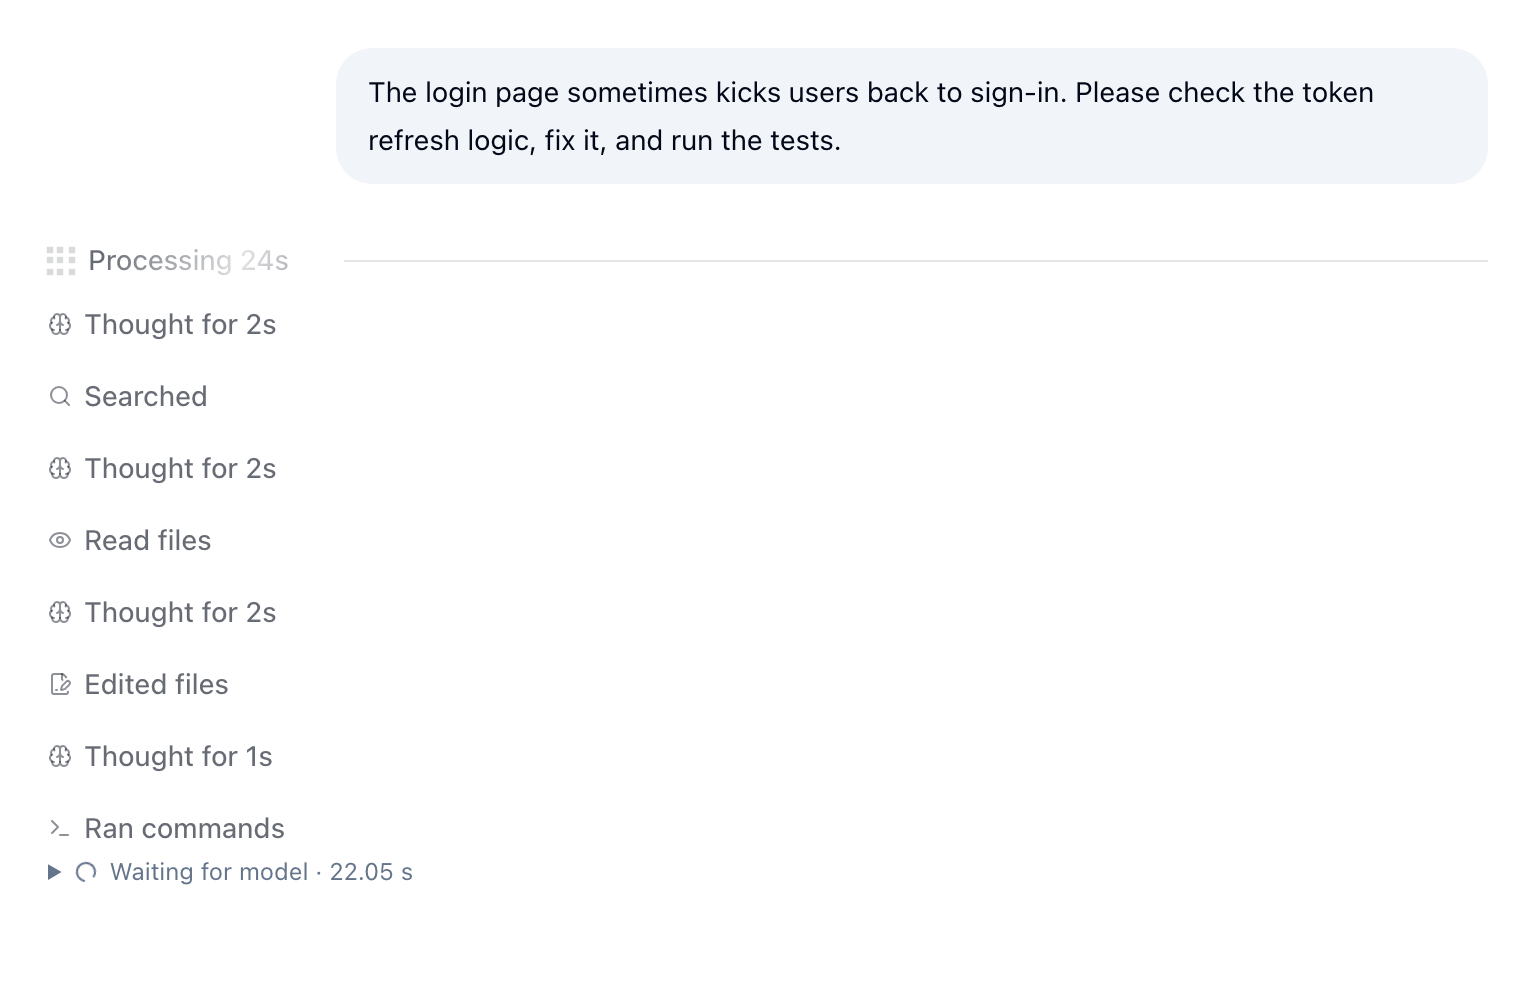 The login page sometimes kicks users back to sign-in. Please check the token
refresh logic, fix it, and run the tests.
Processing 24s
Thought for 2s
Searched
Thought for 2s
Read files
Thought for 2s
Edited files
Thought for 1s
Ran commands
Waiting for model · 22.05 s